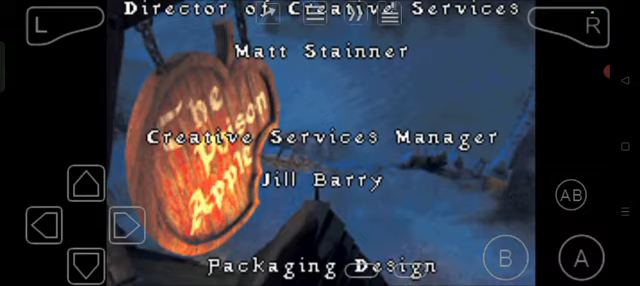 Director of Creative Services
L
R
Matt Stainner
The
Poison
Apple
Creative Services Manager
Jill Barry
AB
B
A
Packaging Design